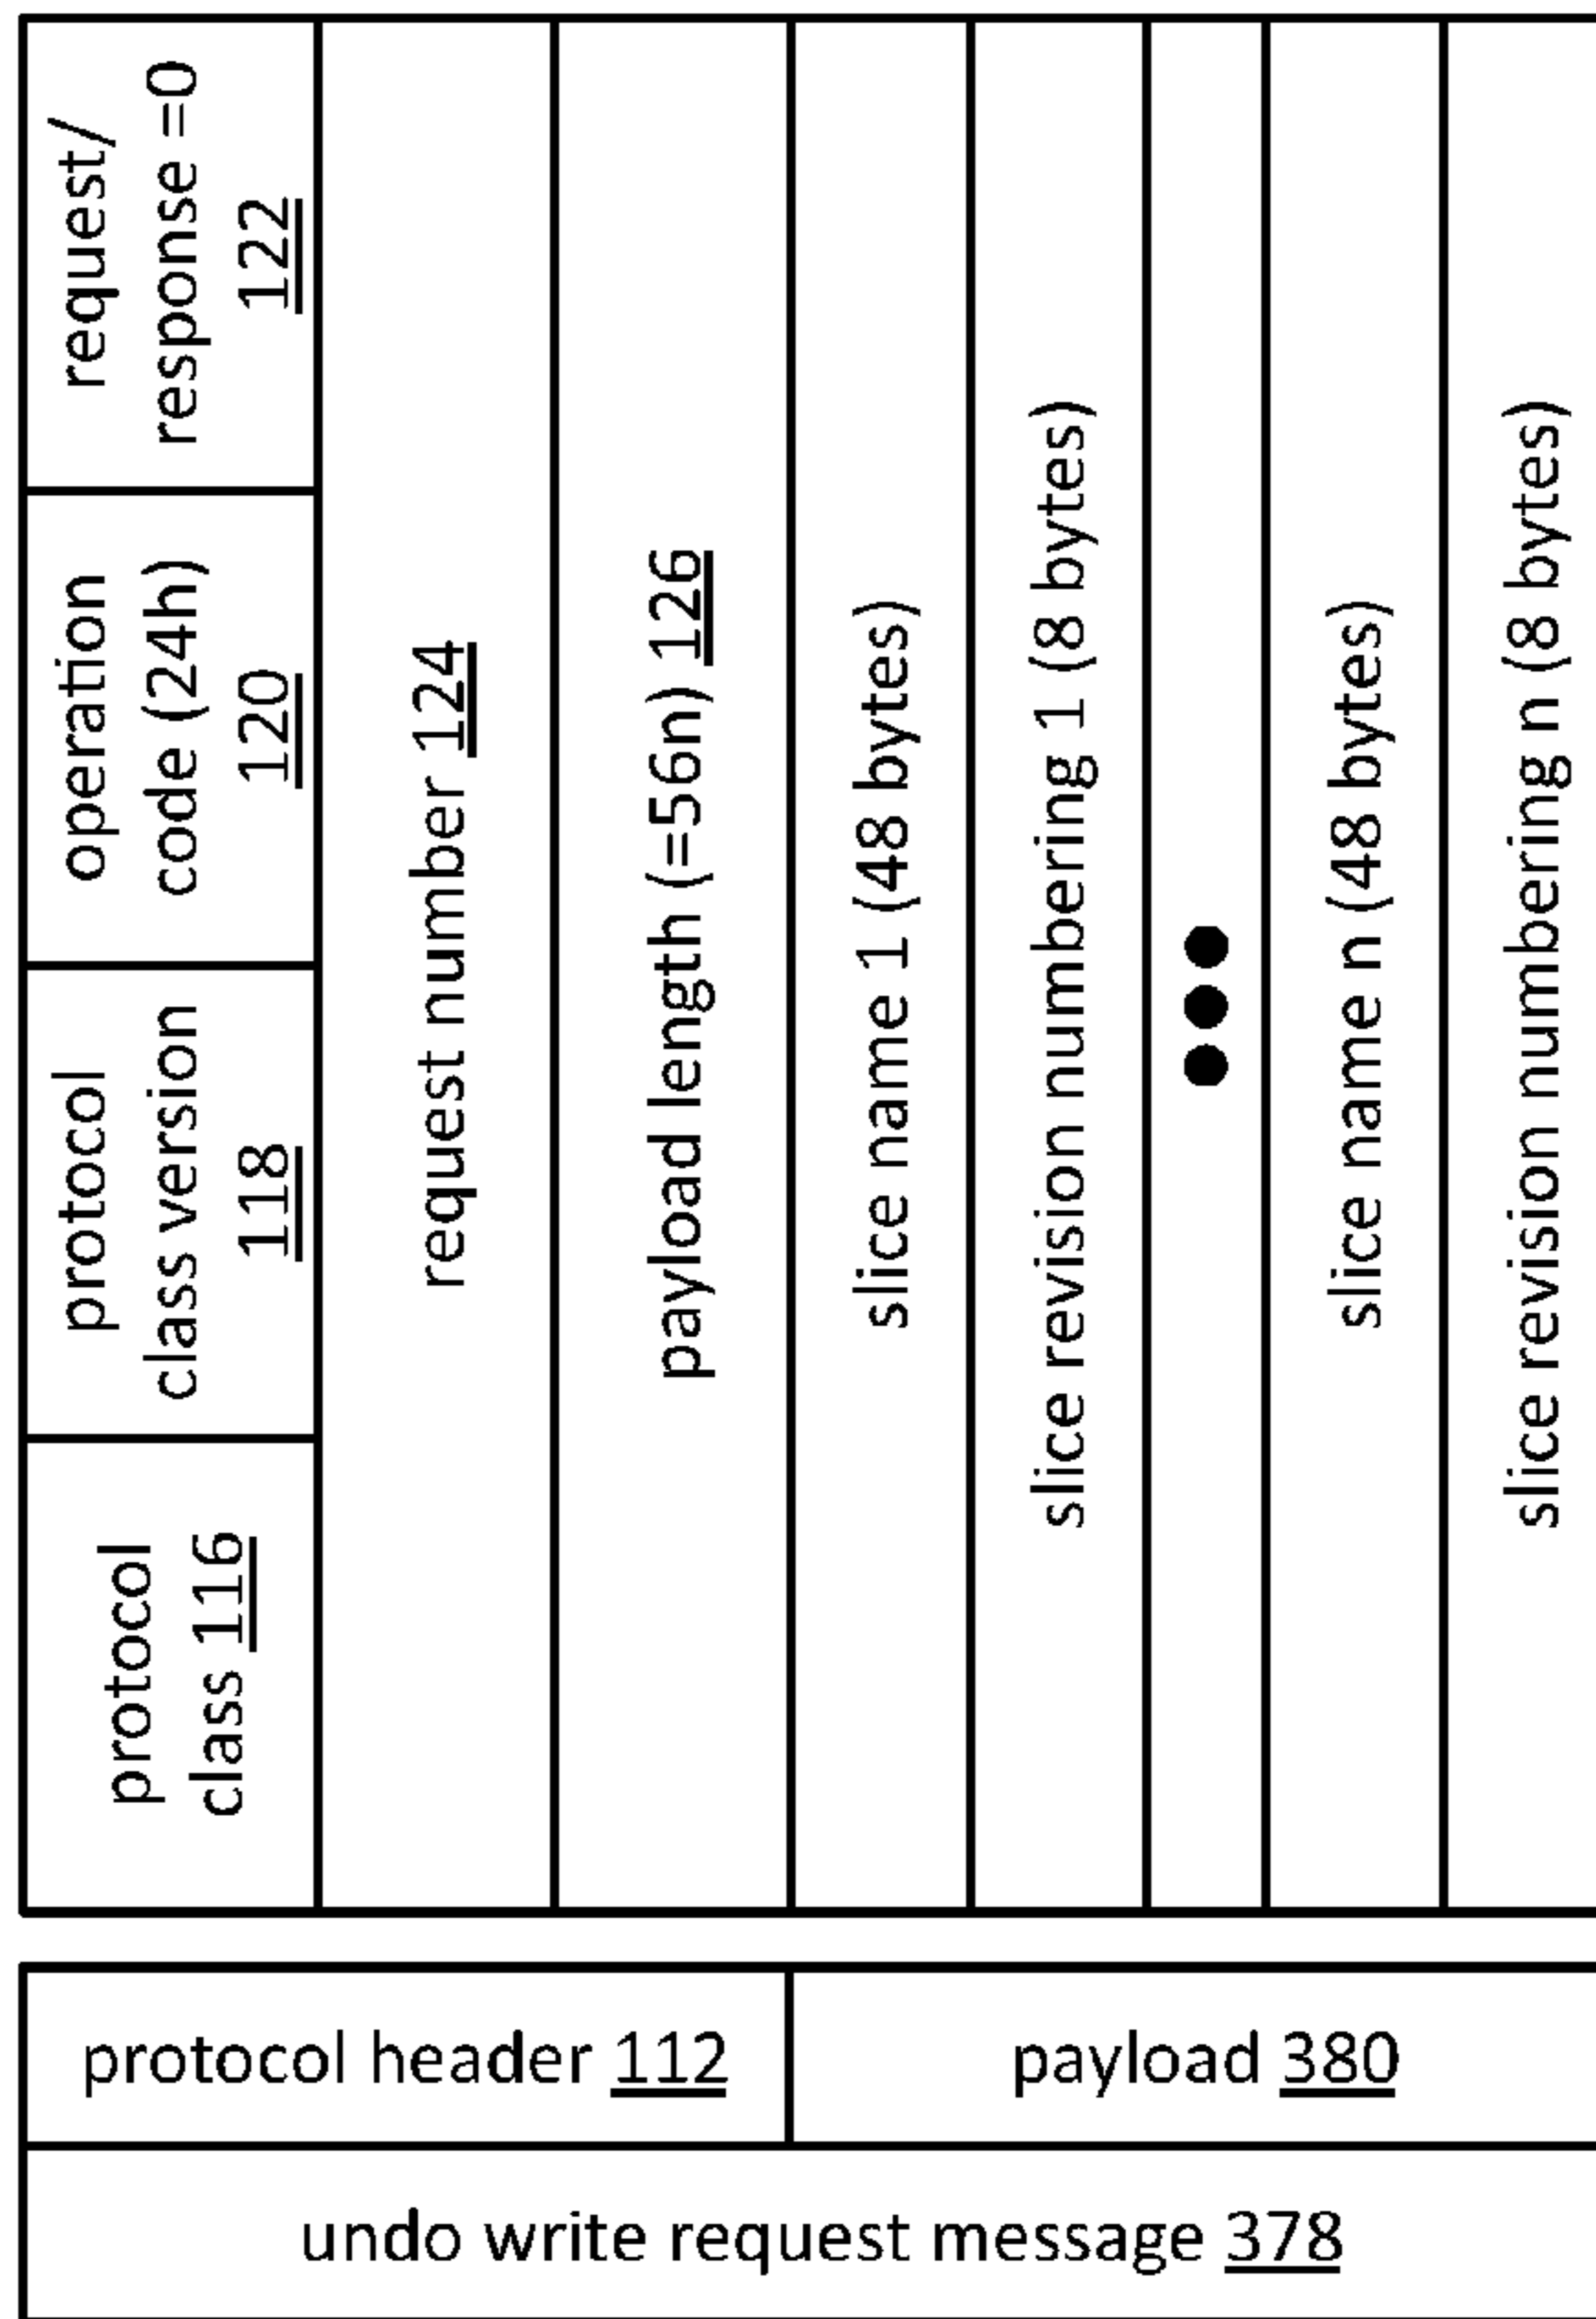 protocol
class 116
protocol
class version
118
operation
code (24h)
120
request/
response =0
122
request number 124
payload length (=56n) 126
slice name 1 (48 bytes)
slice revision numbering 1 (8 bytes)
slice name n (48 bytes)
slice revision numbering n (8 bytes)
protocol header 112
payload 380
undo write request message 378